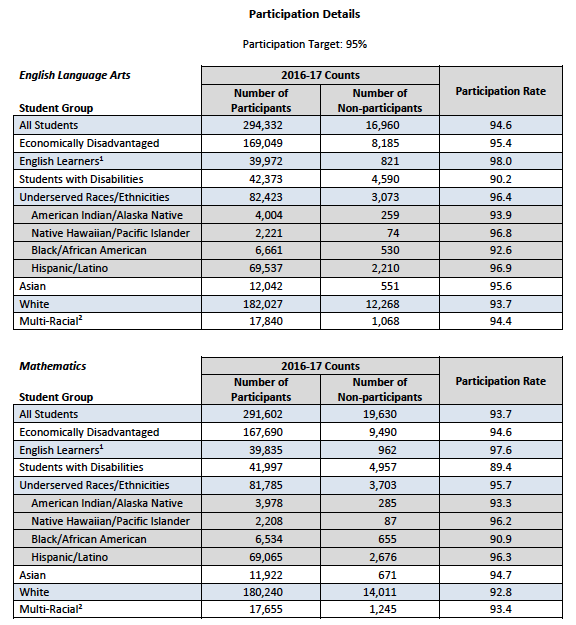 Participation Details
Participation Target: 95%
English Language Arts 2016-17 Counts Participation Rate
Student Group Number of Participants Number of Non-participants
All Students 294,332 16,960 94.6
Economically Disadvantaged 169,049 8,185 95.4
English Learners¹ 39,972 821 98.0
Students with Disabilities 42,373 4,590 90.2
Underserved Races/Ethnicities 82,423 3,073 96.4
American Indian/Alaska Native 4,004 259 93.9
Native Hawaiian/Pacific Islander 2,221 74 96.8
Black/African American 6,661 530 92.6
Hispanic/Latino 69,537 2,210 96.9
Asian 12,042 551 95.6
White 182,027 12,268 93.7
Multi-Racial² 17,840 1,068 94.4
Mathematics 2016-17 Counts Participation Rate
Student Group Number of Participants Number of Non-participants
All Students 291,602 19,630 93.7
Economically Disadvantaged 167,690 9,490 94.6
English Learners¹ 39,835 962 97.6
Students with Disabilities 41,997 4,957 89.4
Underserved Races/Ethnicities 81,785 3,703 95.7
American Indian/Alaska Native 3,978 285 93.3
Native Hawaiian/Pacific Islander 2,208 87 96.2
Black/African American 6,534 655 90.9
Hispanic/Latino 69,065 2,676 96.3
Asian 11,922 671 94.7
White 180,240 14,011 92.8
Multi-Racial² 17,655 1,245 93.4